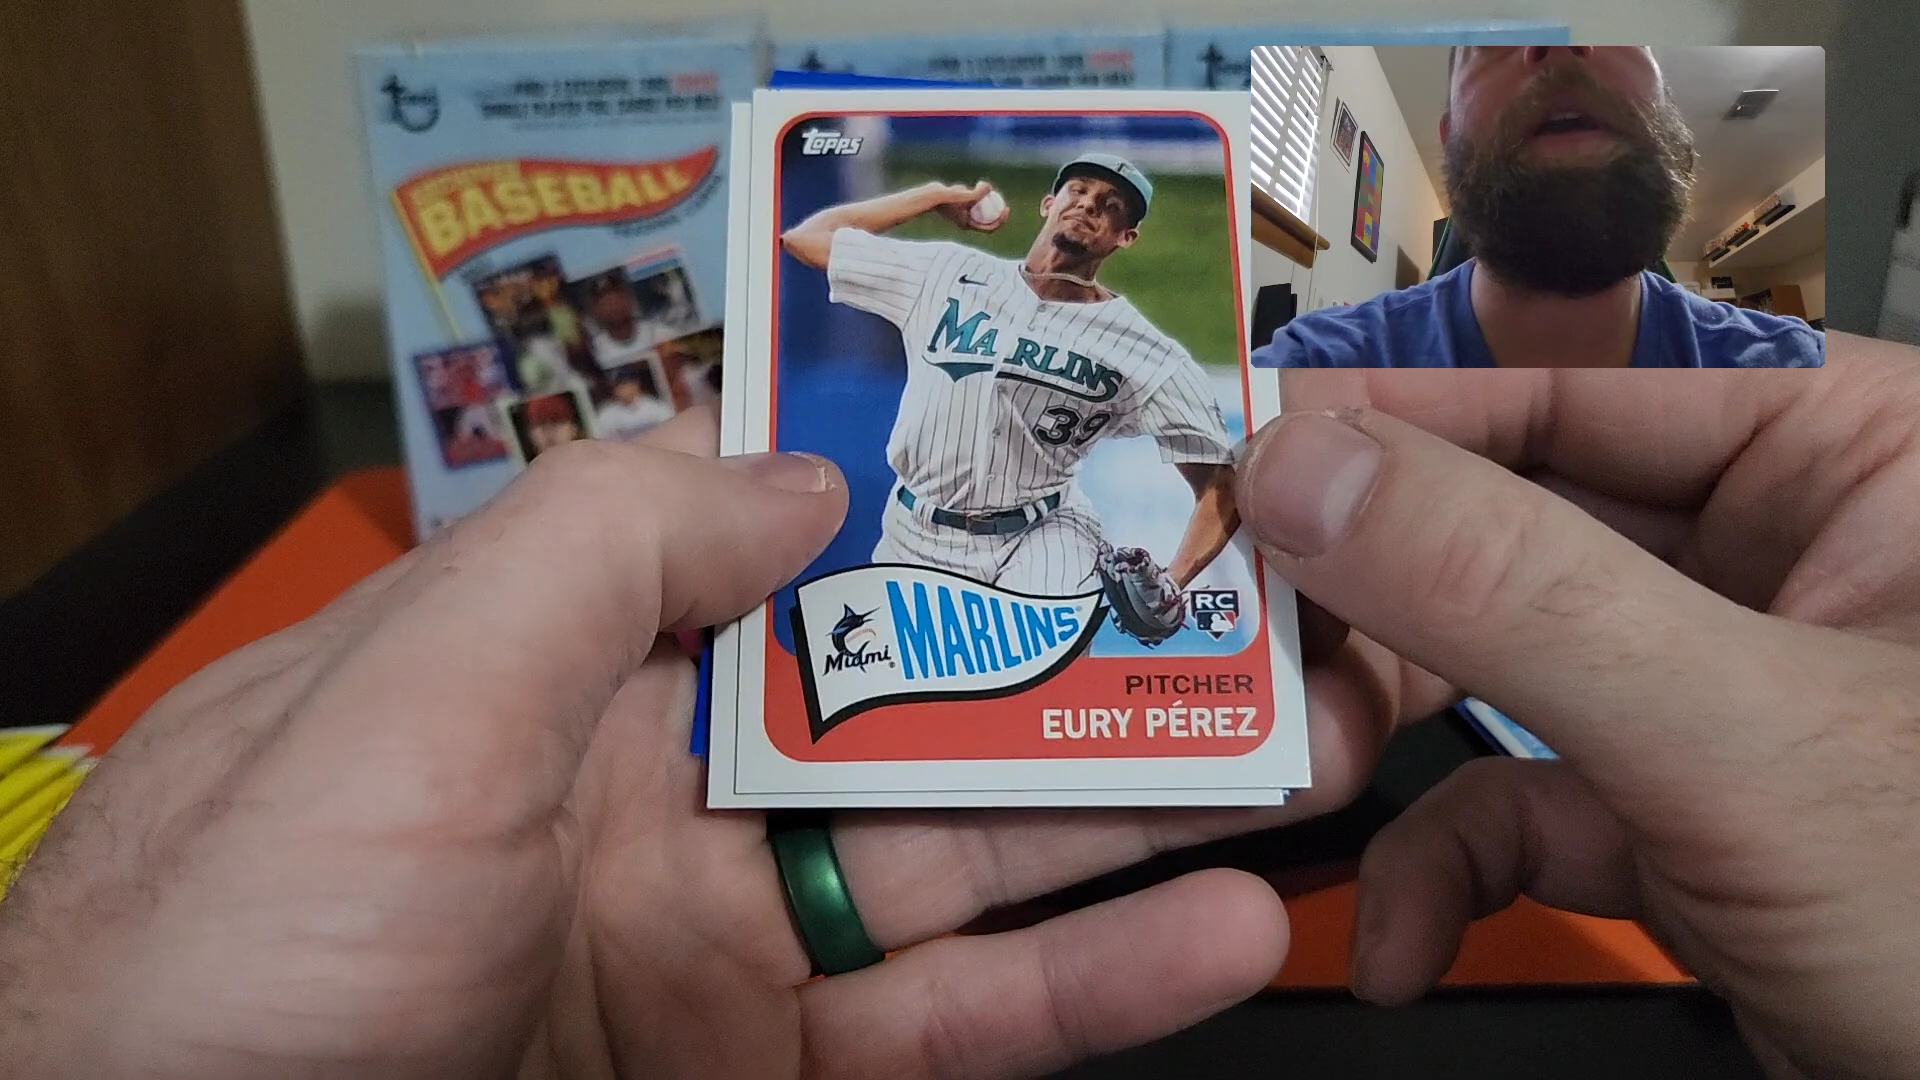 BASEBALL
Topps
MARLINS
39
Miami
MARLINS
RC
PITCHER
EURY PÉREZ